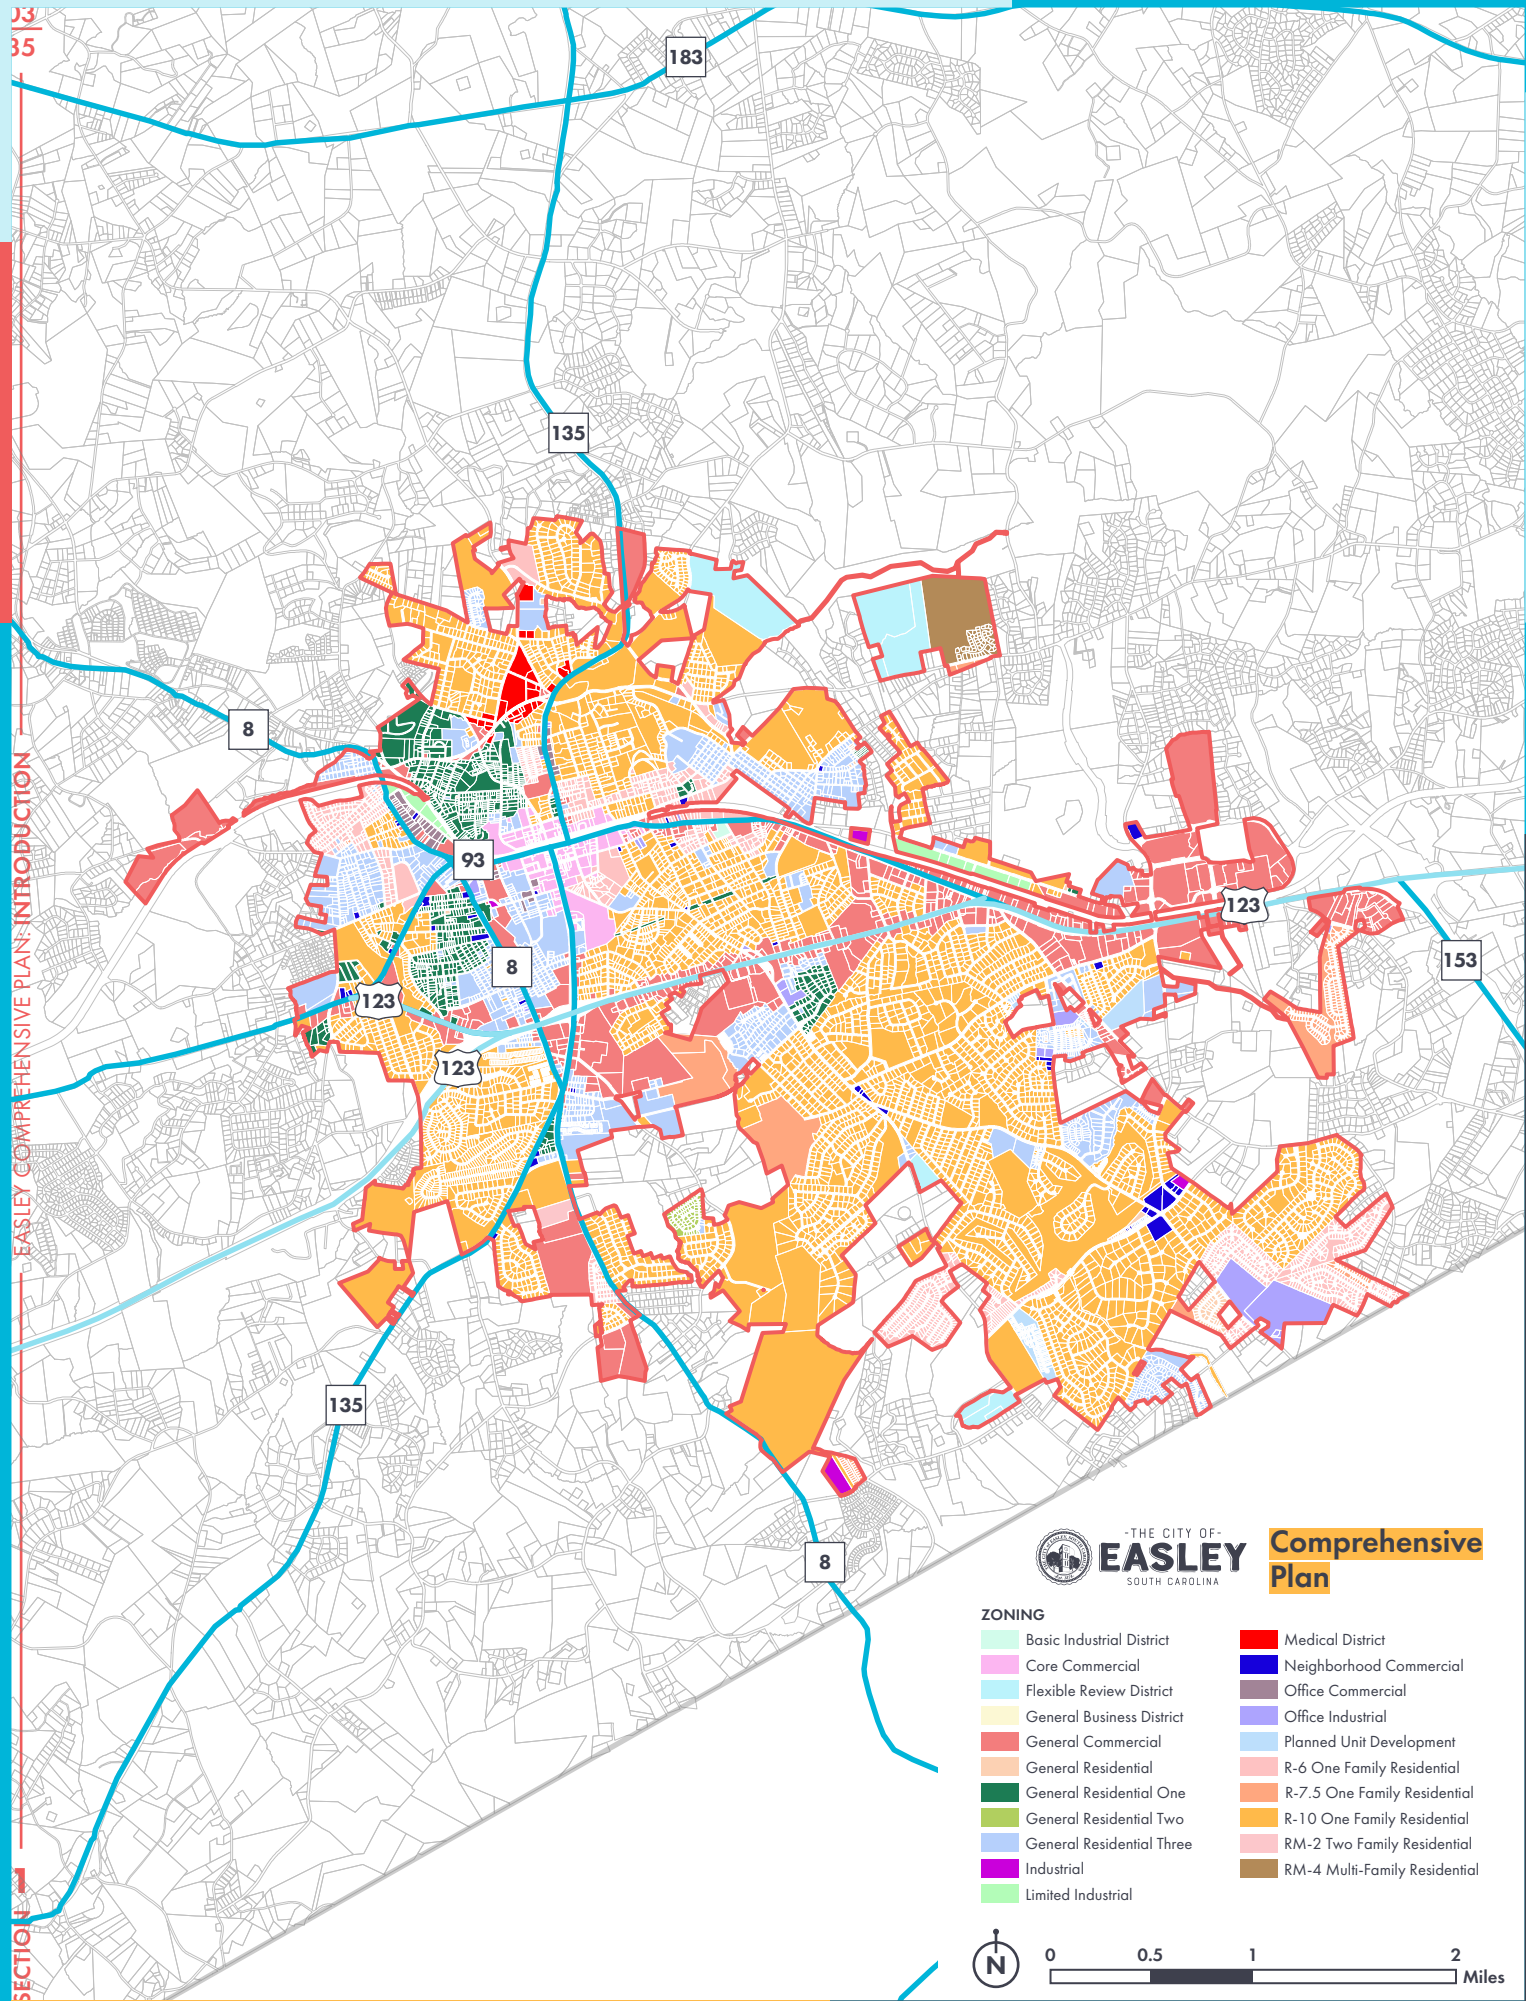 03
35
EASLEY COMPREHENSIVE PLAN: INTRODUCTION
SECTION 1
183
135
8
93
8
123
123
123
153
135
8
-THE CITY OF-
EASLEY
SOUTH CAROLINA
Comprehensive
Plan
ZONING
Basic Industrial District
Core Commercial
Flexible Review District
General Business District
General Commercial
General Residential
General Residential One
General Residential Two
General Residential Three
Industrial
Limited Industrial
Medical District
Neighborhood Commercial
Office Commercial
Office Industrial
Planned Unit Development
R-6 One Family Residential
R-7.5 One Family Residential
R-10 One Family Residential
RM-2 Two Family Residential
RM-4 Multi-Family Residential
N
0 0.5 1 2
Miles